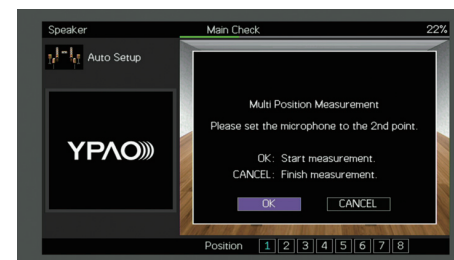 Speaker
Main Check
22%
Auto Setup
YPAO
Multi Position Measurement
Please set the microphone to the 2nd point.
OK: Start measurement.
CANCEL: Finish measurement.
OK
CANCEL
Position 1 2 3 4 5 6 7 8